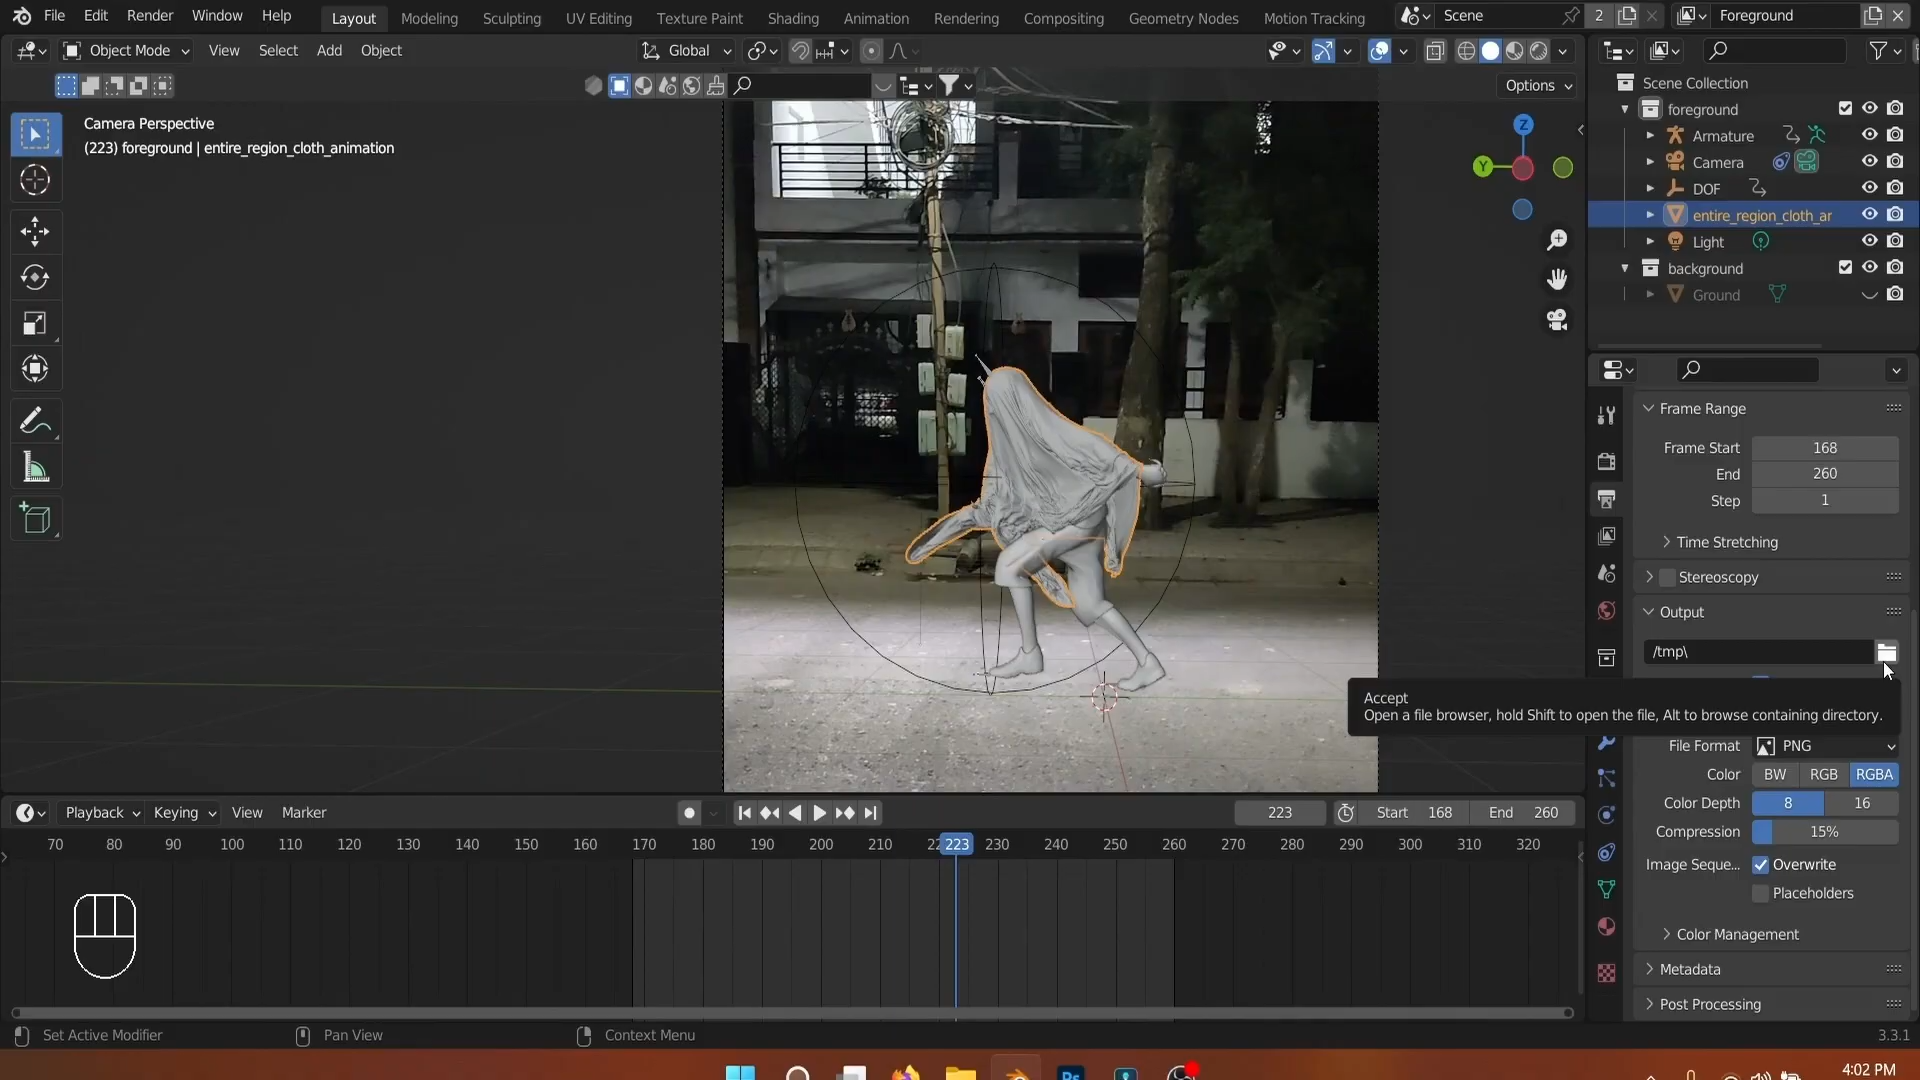 File Edit Render Window Help Layout Modeling Sculpting UV Editing Texture Paint Shading Animation Rendering Compositing Geometry Nodes Motion Tracking Scene 2 Foreground
Object Mode View Select Add Object Global
Options
Camera Perspective
(223) foreground | entire_region_cloth_animation
Z
Y
Scene Collection
foreground
Armature
Camera
DOF
entire_region_cloth_ar
Light
background
Ground
Frame Range
Frame Start 168
End 260
Step 1
Time Stretching
Stereoscopy
Output
/tmp\
Accept
Open a file browser, hold Shift to open the file, Alt to browse containing directory.
File Format PNG
Color BW RGB RGBA
Color Depth 8 16
Compression 15%
Image Seque... Overwrite
Placeholders
Color Management
Metadata
Post Processing
Playback Keying View Marker 223 Start 168 End 260
70 80 90 100 110 120 130 140 150 160 170 180 190 200 210 223 230 240 250 260 270 280 290 300 310 320
Set Active Modifier Pan View Context Menu 3.3.1
Ps 4:02 PM